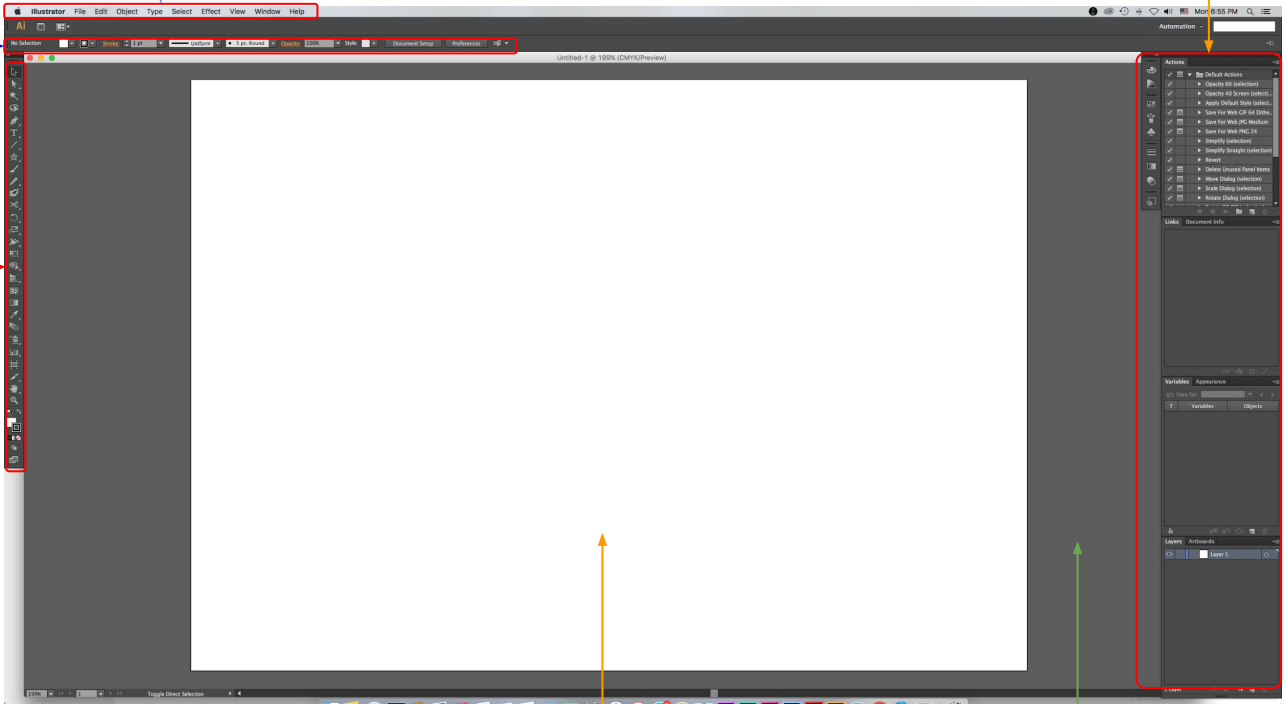 Illustrator File Edit Object Type Select Effect View Window Help
Mon 6:55 PM
Ai
Automation
No Selection Stroke: 1 pt Uniform 5 pt. Round Opacity: 100% Style: Document Setup Preferences
Untitled-1 @ 199% (CMYK/Preview)
Actions
Default Actions
Opacity 60 (selection)
Opacity 40 Screen (selecti...
Apply Default Style (select...
Save For Web GIF 64 Dithe...
Save For Web JPG Medium
Save For Web PNG 24
Simplify (selection)
Simplify Straight (selection)
Revert
Delete Unused Panel Items
Move Dialog (selection)
Scale Dialog (selection)
Rotate Dialog (selection)
Links Document Info
Variables Appearance
Data Set:
T Variables Objects
Layers Artboards
Layer 1
199% 1 Toggle Direct Selection